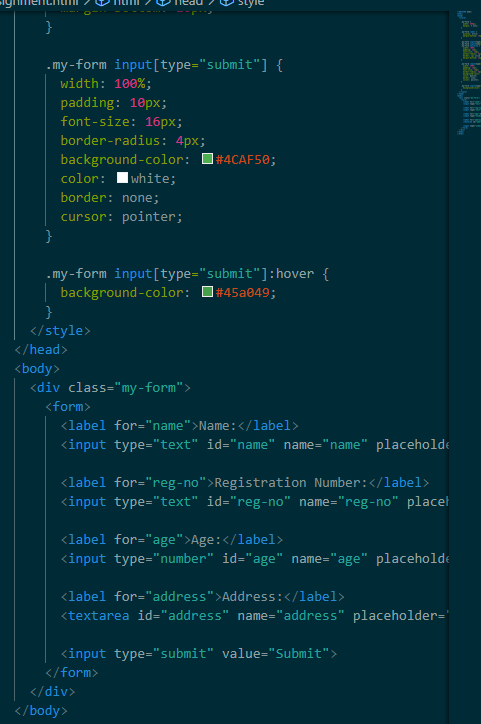 signment.html > html > head > style
}
.my-form input[type="submit"] {
width: 100%;
padding: 10px;
font-size: 16px;
border-radius: 4px;
background-color: #4CAF50;
color: white;
border: none;
cursor: pointer;
}
.my-form input[type="submit"]:hover {
background-color: #45a049;
}
</style>
</head>
<body>
<div class="my-form">
<form>
<label for="name">Name:</label>
<input type="text" id="name" name="name" placeholde
<label for="reg-no">Registration Number:</label>
<input type="text" id="reg-no" name="reg-no" placeh
<label for="age">Age:</label>
<input type="number" id="age" name="age" placeholde
<label for="address">Address:</label>
<textarea id="address" name="address" placeholder="
<input type="submit" value="Submit">
</form>
</div>
</body>